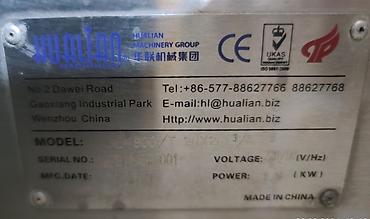 HUALIAN
HUALIAN
MACHINERY GROUP
华联机械集团
CE
UKAS
No.2 Dawei Road
Gaoxiang Industrial Park
Wenzhou China
Tel:+86-577-88627766 88627768
E-mail:hl@hualian.biz
Http://www.hualian.biz
MODEL:
SERIAL NO.:
VOLTAGE: (V/Hz)
MFG.DATE:
POWER: (KW)
MADE IN CHINA